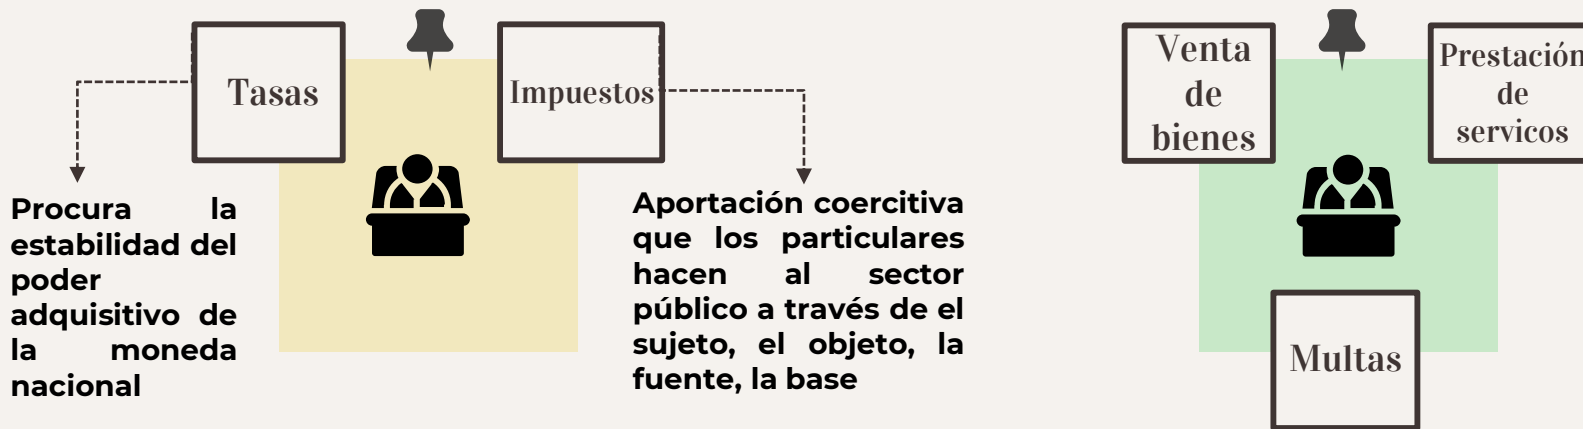 Tasas
Impuestos
Procura la
estabilidad del
poder
adquisitivo de
la moneda
nacional
Aportación coercitiva
que los particulares
hacen al sector
público a través de el
sujeto, el objeto, la
fuente, la base
Venta
de
bienes
Prestación
de
servicos
Multas